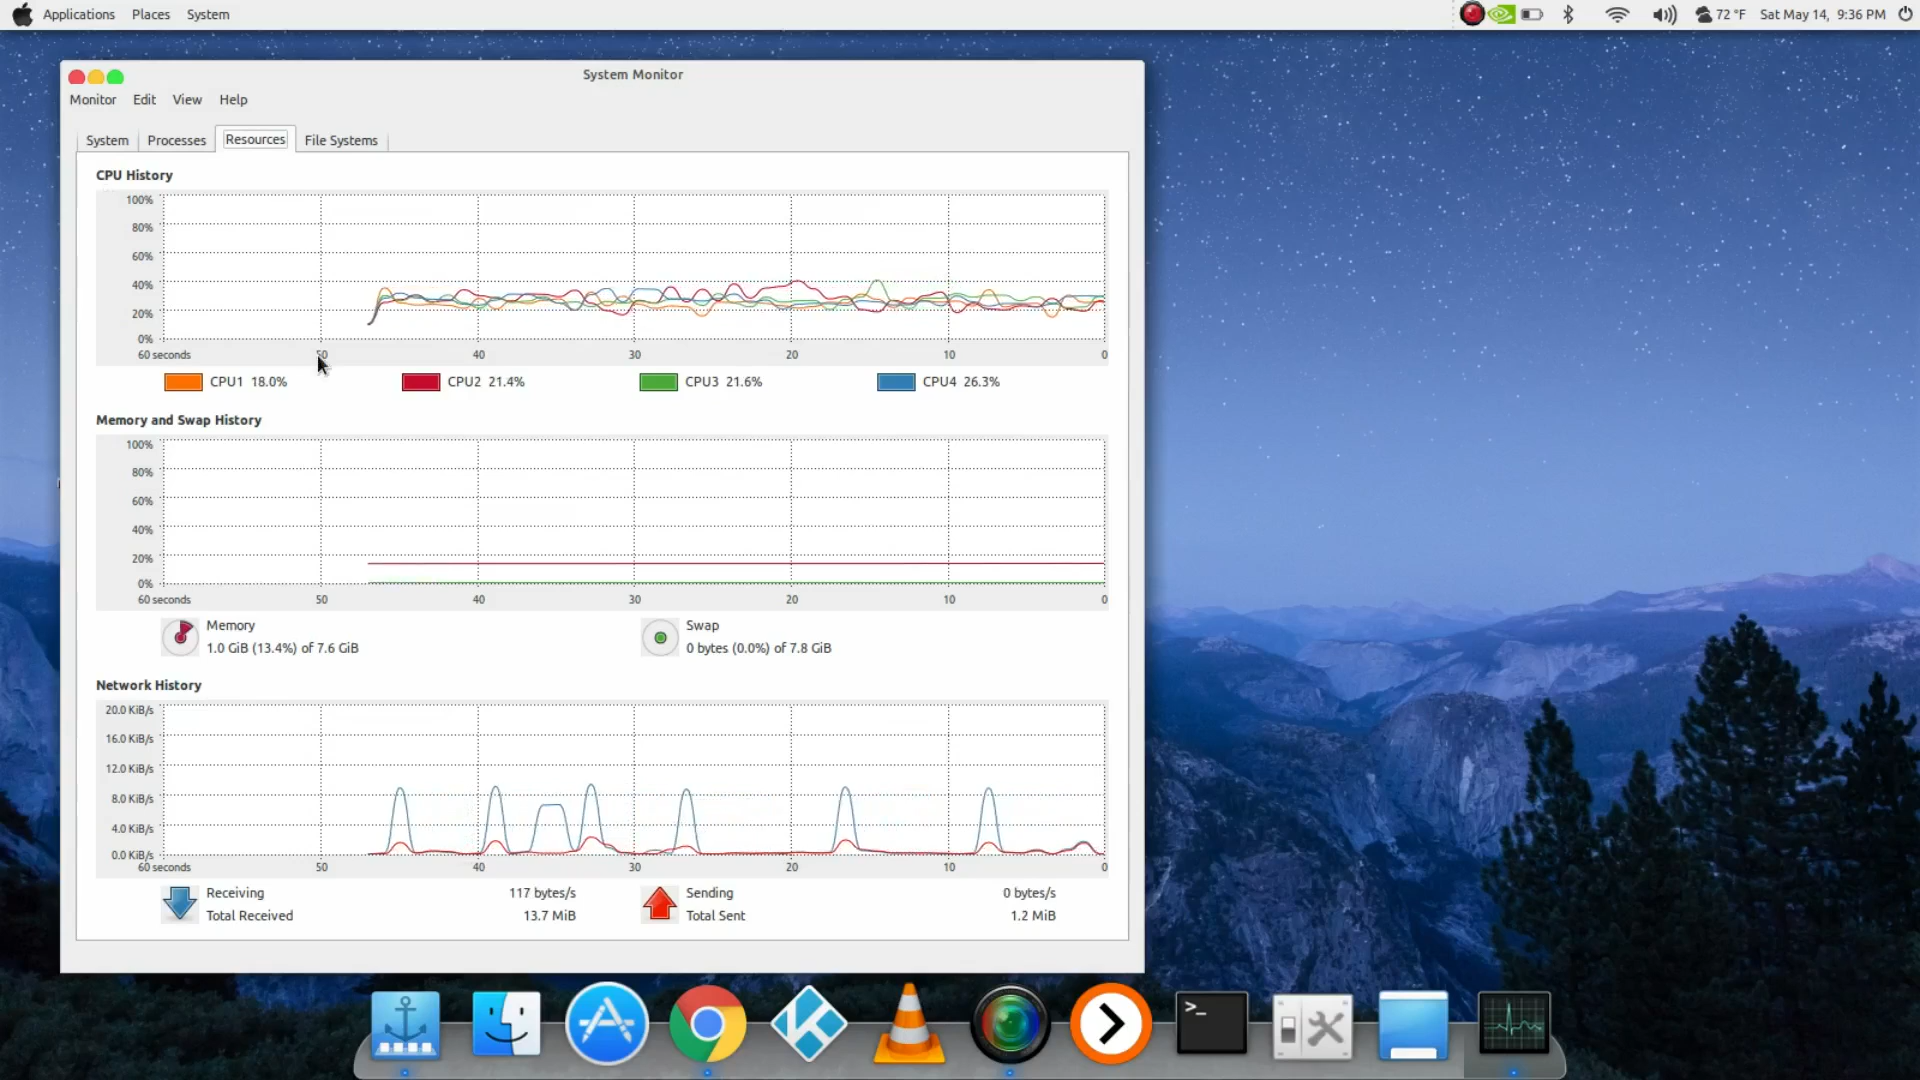 Applications Places System 72 °F Sat May 14, 9:36 PM
System Monitor
Monitor Edit View Help
System Processes Resources File Systems
CPU History
100%
80%
60%
40%
20%
0%
60 seconds 50 40 30 20 10 0
CPU1 18.0% CPU2 21.4% CPU3 21.6% CPU4 26.3%
Memory and Swap History
100%
80%
60%
40%
20%
0%
60 seconds 50 40 30 20 10 0
Memory
1.0 GiB (13.4%) of 7.6 GiB
Swap
0 bytes (0.0%) of 7.8 GiB
Network History
20.0 KiB/s
16.0 KiB/s
12.0 KiB/s
8.0 KiB/s
4.0 KiB/s
0.0 KiB/s
60 seconds 50 40 30 20 10 0
Receiving 117 bytes/s
Total Received 13.7 MiB
Sending 0 bytes/s
Total Sent 1.2 MiB
>_